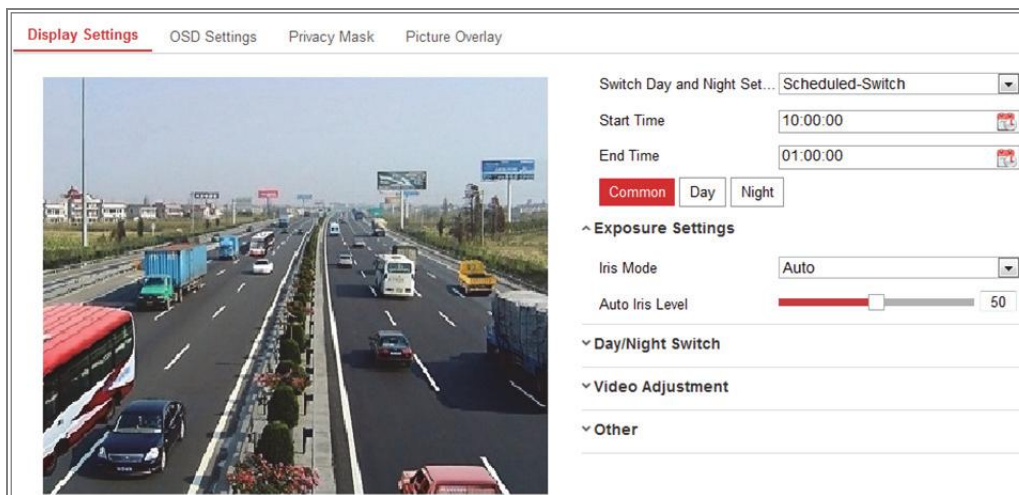 Display Settings OSD Settings Privacy Mask Picture Overlay
Switch Day and Night Set... Scheduled-Switch
Start Time 10:00:00
End Time 01:00:00
Common Day Night
Exposure Settings
Iris Mode Auto
Auto Iris Level 50
Day/Night Switch
Video Adjustment
Other